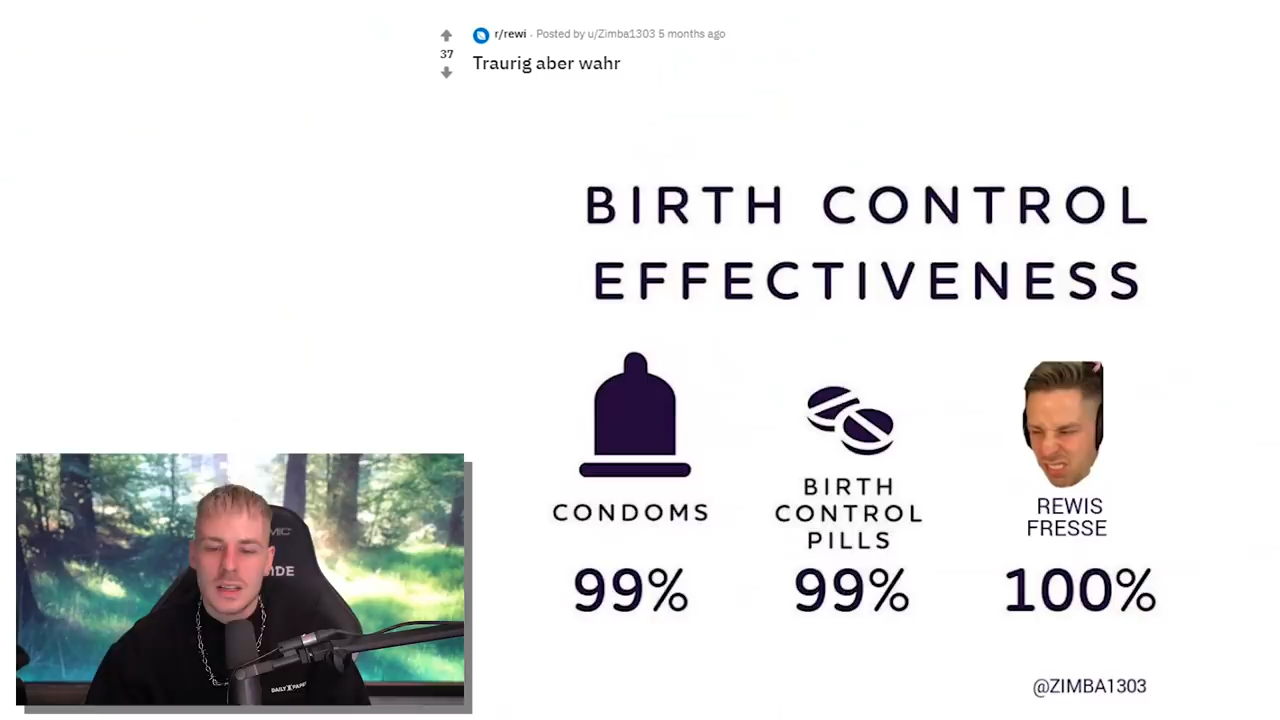 r/rewi · Posted by u/Zimba1303 5 months ago
37
Traurig aber wahr
BIRTH CONTROL
EFFECTIVENESS
CONDOMS
99%
BIRTH
CONTROL
PILLS
99%
REWIS
FRESSE
100%
@ZIMBA1303